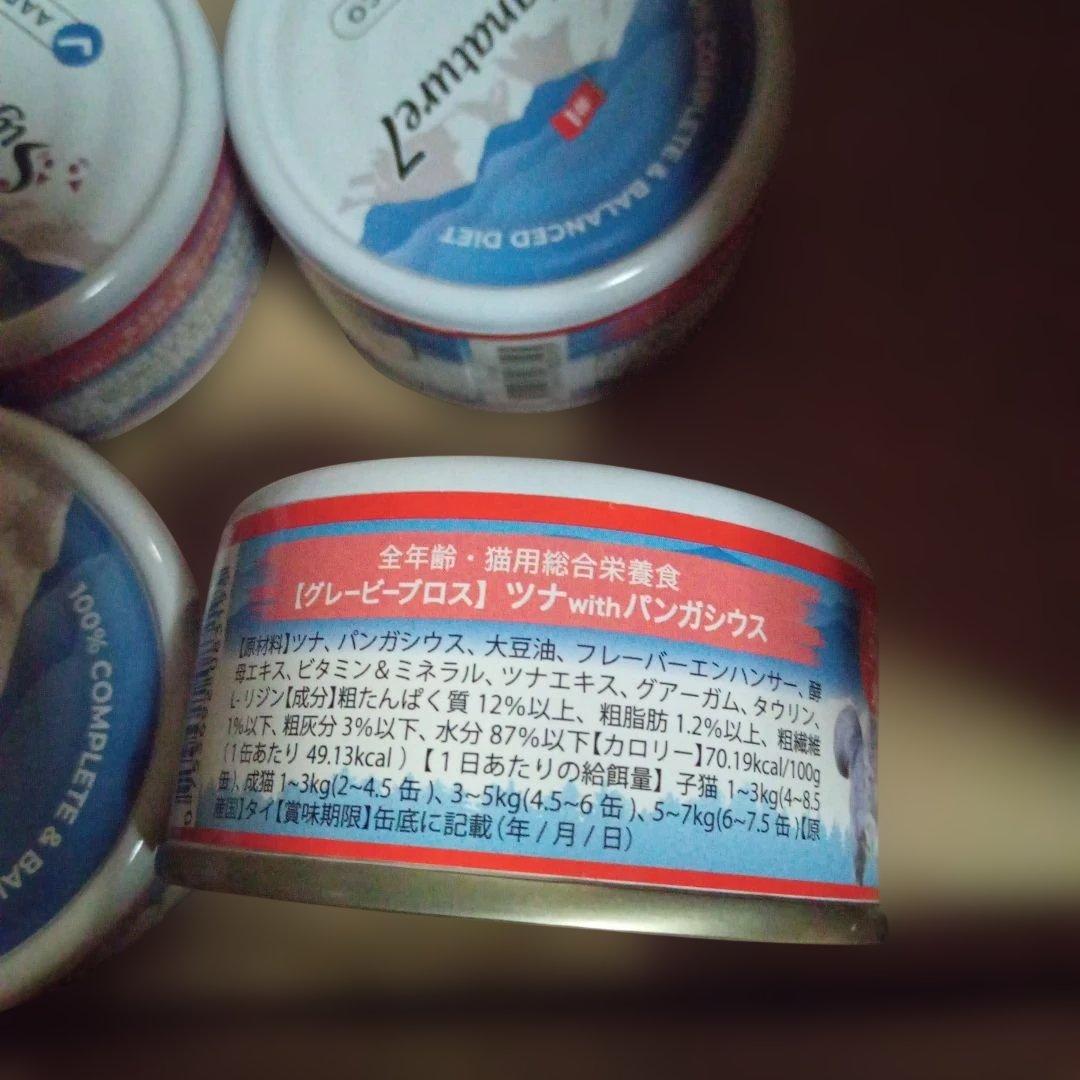 AAF
CO
Sig
gnature7
COMPLETE & BALANCED DIET
100% COMPLETE & BAL
全年齢・猫用総合栄養食
【グレービーブロス】ツナwithパンガシウス
【原材料】ツナ、パンガシウス、大豆油、フレーバーエンハンサー、酵
母エキス、ビタミン&ミネラル、ツナエキス、グアーガム、タウリン、
L-リジン【成分】粗たんぱく質 12%以上、粗脂肪 1.2%以上、粗繊維
1%以下、粗灰分 3%以下、水分 87%以下【カロリー】70.19kcal/100g
(1缶あたり 49.13kcal)【1日あたりの給餌量】子猫 1~3kg(4~8.5
缶)、成猫 1~3kg(2~4.5 缶)、3~5kg(4.5~6 缶)、5~7kg(6~7.5 缶)【原
産国】タイ【賞味期限】缶底に記載(年/月/日)